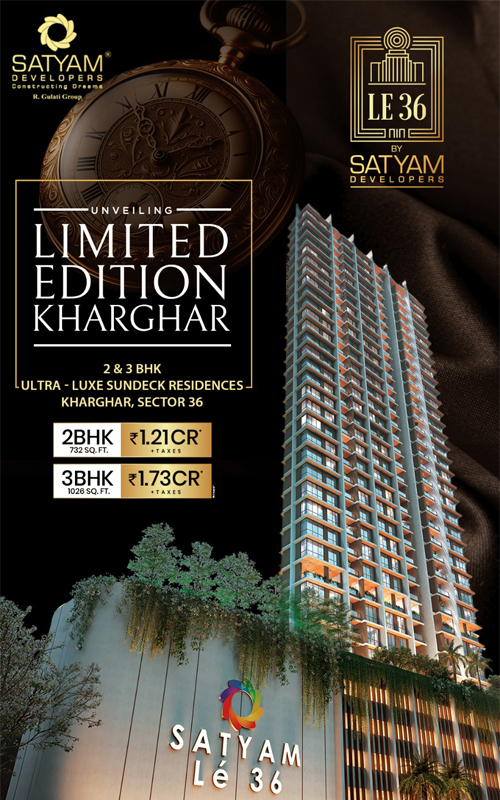 SATYAM®
DEVELOPERS
Constructing Dreams
R. Gulati Group
LE 36
BY
SATYAM
DEVELOPERS
UNVEILING
LIMITED
EDITION
KHARGHAR
2 & 3 BHK
ULTRA - LUXE SUNDECK RESIDENCES
KHARGHAR, SECTOR 36
2BHK ₹1.21CR*
732 SQ. FT. +TAXES
3BHK ₹1.73CR*
1026 SQ. FT. +TAXES
SATYAM
Lé 36